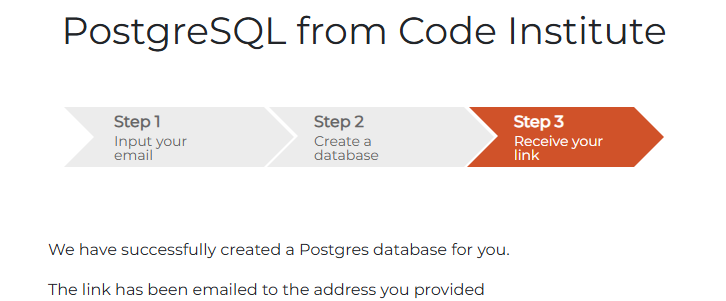 PostgreSQL from Code Institute
Step 1
Input your
email
Step 2
Create a
database
Step 3
Receive your
link
We have successfully created a Postgres database for you.
The link has been emailed to the address you provided